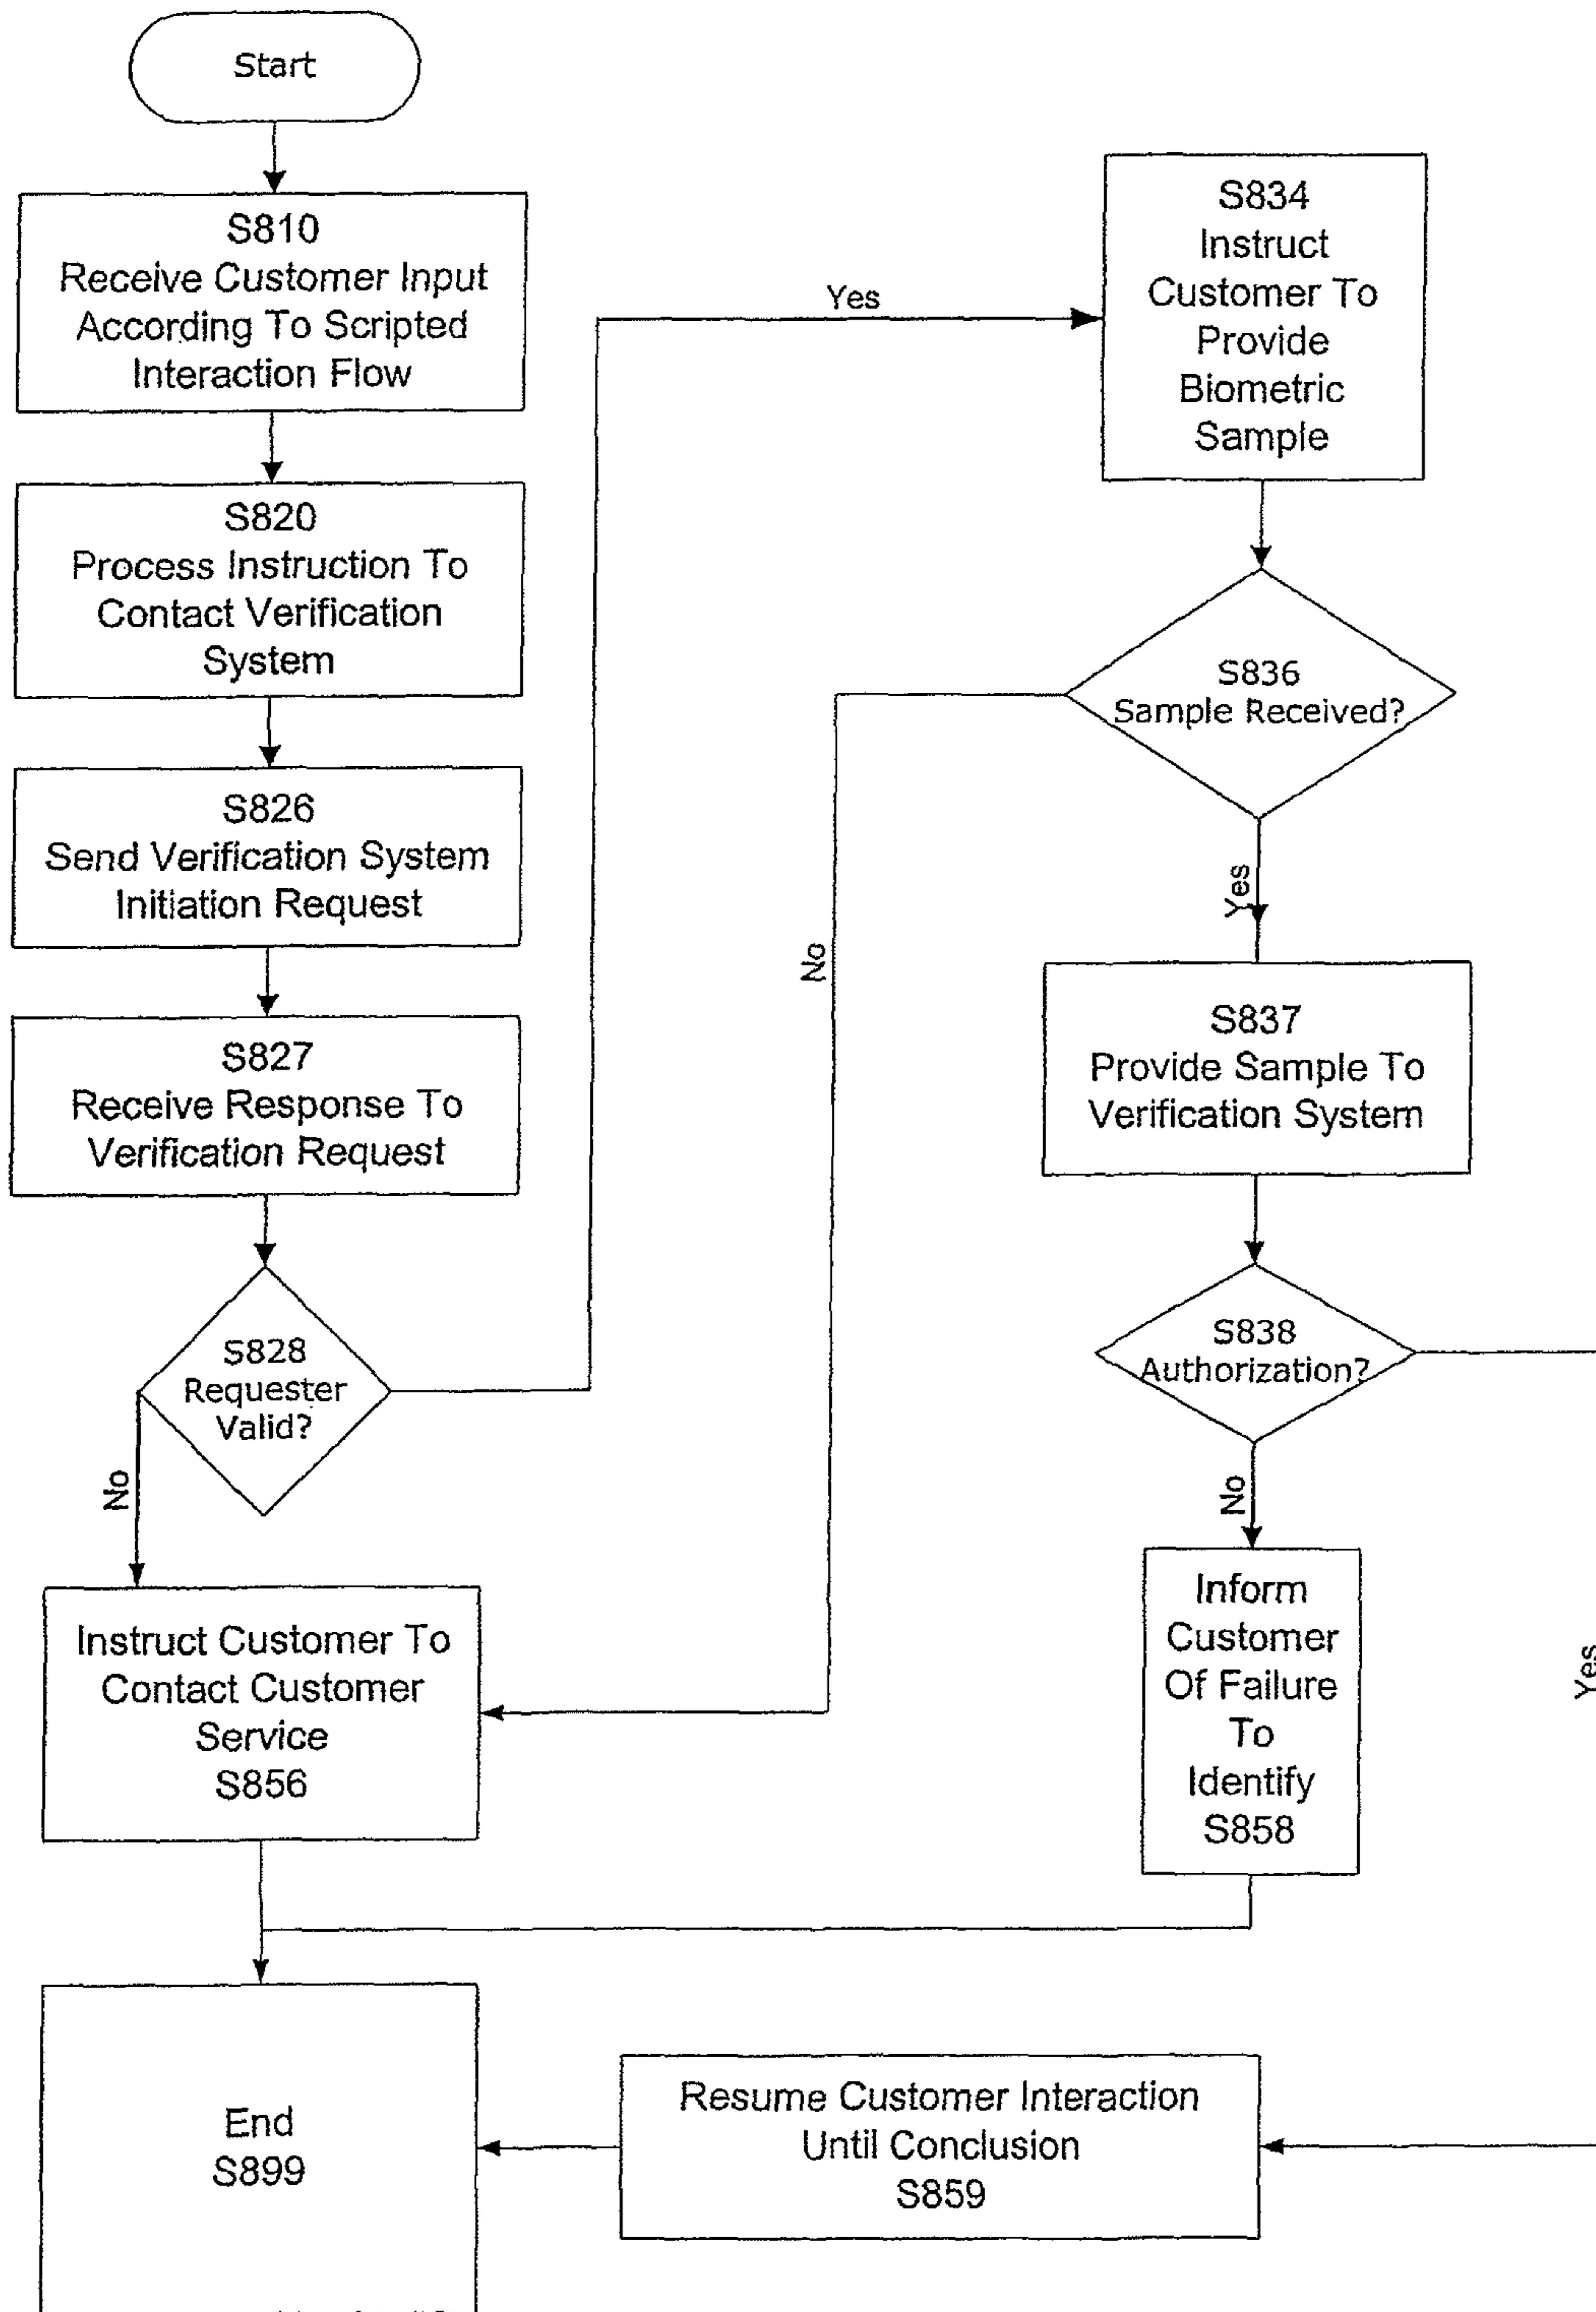 Start
S810
Receive Customer Input
According To Scripted
Interaction Flow
S820
Process Instruction To
Contact Verification
System
S826
Send Verification System
Initiation Request
S827
Receive Response To
Verification Request
S828
Requester
Valid?
No
Yes
Instruct Customer To
Contact Customer
Service
S856
S834
Instruct
Customer To
Provide
Biometric
Sample
S836
Sample Received?
No
Yes
S837
Provide Sample To
Verification System
S838
Authorization?
No
Yes
Inform
Customer
Of Failure
To
Identify
S858
Resume Customer Interaction
Until Conclusion
S859
End
S899